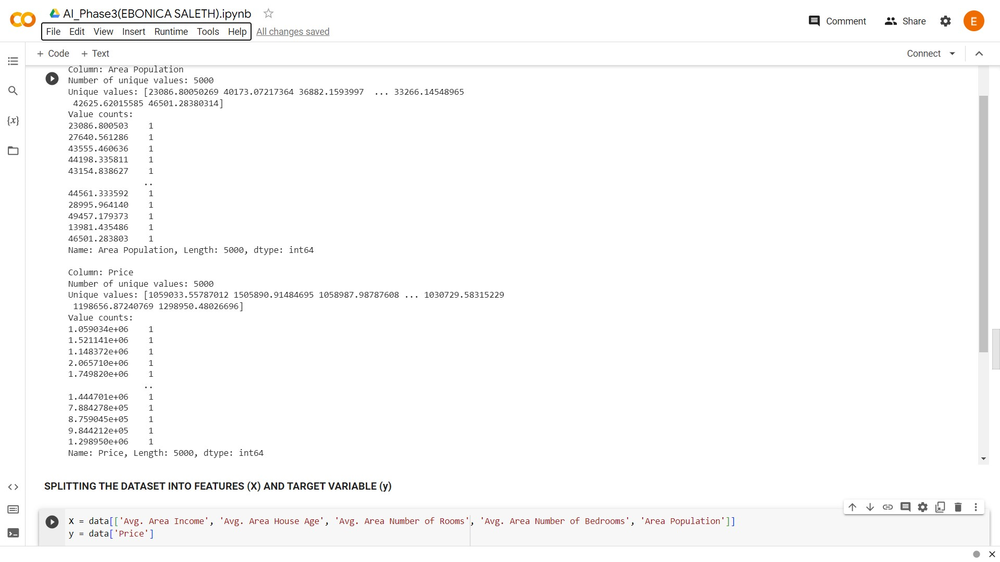 AI_Phase3(EBONICA SALETH).ipynb
Comment
Share
E
File Edit View Insert Runtime Tools Help All changes saved
+ Code + Text
Connect
Column: Area Population
Number of unique values: 5000
Unique values: [23086.80050269 40173.07217364 36882.1593997 ... 33266.14548965
42625.62015585 46501.28380314]
Value counts:
23086.800503 1
27640.561286 1
43555.460636 1
44198.335811 1
43154.838627 1
..
44561.333592 1
28995.964140 1
49457.179373 1
13981.435486 1
46501.283803 1
Name: Area Population, Length: 5000, dtype: int64
Column: Price
Number of unique values: 5000
Unique values: [1059033.55787012 1505890.91484695 1058987.98787608 ... 1030729.58315229
1198656.87240769 1298950.48026696]
Value counts:
1.059034e+06 1
1.521141e+06 1
1.148372e+06 1
2.065710e+06 1
1.749820e+06 1
..
1.444701e+06 1
7.884278e+05 1
8.759045e+05 1
9.844212e+05 1
1.298950e+06 1
Name: Price, Length: 5000, dtype: int64
SPLITTING THE DATASET INTO FEATURES (X) AND TARGET VARIABLE (y)
X = data[['Avg. Area Income', 'Avg. Area House Age', 'Avg. Area Number of Rooms', 'Avg. Area Number of Bedrooms', 'Area Population']]
y = data['Price']